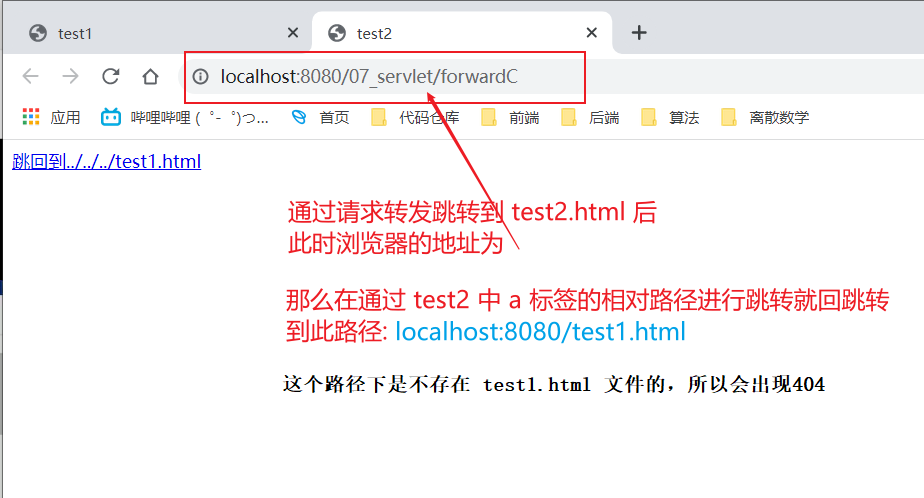 test1
test2
localhost:8080/07_servlet/forwardC
应用
哔哩哔哩 ( ゜- ゜)つ...
首页
代码仓库
前端
后端
算法
离散数学
跳回到../../../test1.html
通过请求转发跳转到 test2.html 后
此时浏览器的地址为
那么在通过 test2 中 a 标签的相对路径进行跳转就回跳转
到此路径: localhost:8080/test1.html
这个路径下是不存在 test1.html 文件的，所以会出现404